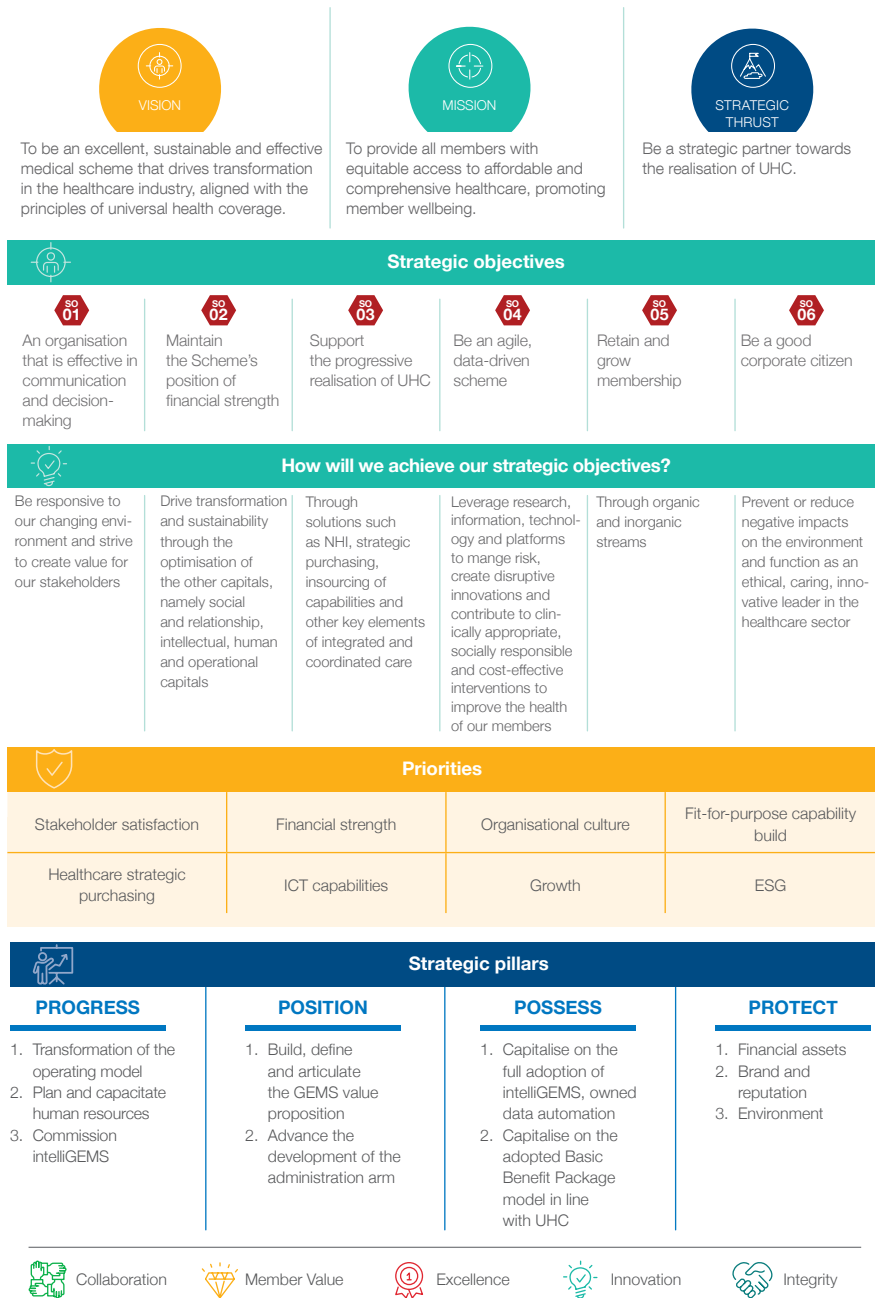 VISION
To be an excellent, sustainable and effective
medical scheme that drives transformation
in the healthcare industry, aligned with the
principles of universal health coverage.
MISSION
To provide all members with
equitable access to affordable and
comprehensive healthcare, promoting
member wellbeing.
STRATEGIC
THRUST
Be a strategic partner towards
the realisation of UHC.
Strategic objectives
SO
01
An organisation
that is effective in
communication
and decision-
making
SO
02
Maintain
the Scheme's
position of
financial strength
SO
03
Support
the progressive
realisation of UHC
SO
04
Be an agile,
data-driven
scheme
SO
05
Retain and
grow
membership
SO
06
Be a good
corporate citizen
How will we achieve our strategic objectives?
Be responsive to
our changing envi-
ronment and strive
to create value for
our stakeholders
Drive transformation
and sustainability
through the
optimisation of
the other capitals,
namely social
and relationship,
intellectual, human
and operational
capitals
Through
solutions such
as NHI, strategic
purchasing,
insourcing of
capabilities and
other key elements
of integrated and
coordinated care
Leverage research,
information, technol-
ogy and platforms
to mange risk,
create disruptive
innovations and
contribute to clin-
ically appropriate,
socially responsible
and cost-effective
interventions to
improve the health
of our members
Through organic
and inorganic
streams
Prevent or reduce
negative impacts
on the environment
and function as an
ethical, caring, inno-
vative leader in the
healthcare sector
Priorities
Stakeholder satisfaction
Financial strength
Organisational culture
Fit-for-purpose capability
build
Healthcare strategic
purchasing
ICT capabilities
Growth
ESG
Strategic pillars
PROGRESS
1. Transformation of the
operating model
2. Plan and capacitate
human resources
3. Commission
intelliGEMS
POSITION
1. Build, define
and articulate
the GEMS value
proposition
2. Advance the
development of the
administration arm
POSSESS
1. Capitalise on the
full adoption of
intelliGEMS, owned
data automation
2. Capitalise on the
adopted Basic
Benefit Package
model in line
with UHC
PROTECT
1. Financial assets
2. Brand and
reputation
3. Environment
Collaboration
Member Value
1
Excellence
Innovation
Integrity